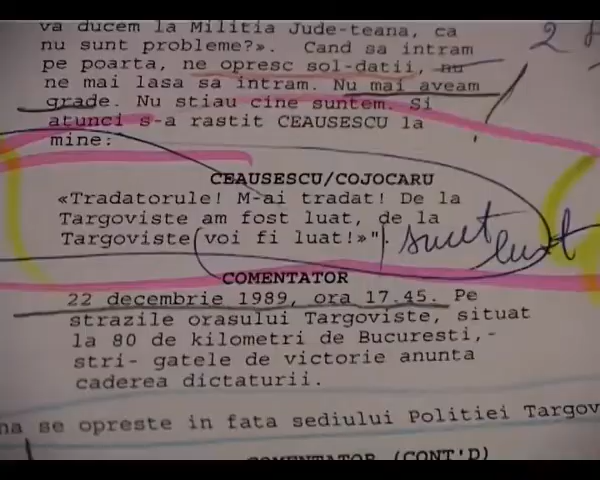 va ducem la Militia Jude-teana, ca
nu sunt probleme?». Cand sa intram
pe poarta, ne opresc sol-datii, nu
ne mai lasa sa intram. Nu mai aveam
grade. Nu stiau cine suntem. Si
atunci s-a rastit CEAUSESCU la
mine:
CEAUSESCU/COJOCARU
«Tradatorule! M-ai tradat! De la
Targoviste am fost luat, de la
Targoviste (voi fi luat!»").
COMENTATOR
22 decembrie 1989, ora 17.45. Pe
strazile orasului Targoviste, situat
la 80 de kilometri de Bucuresti,-
stri- gatele de victorie anunta
caderea dictaturii.
na se opreste in fata sediului Politiei Targov
COMENTATOR (CONT'D)